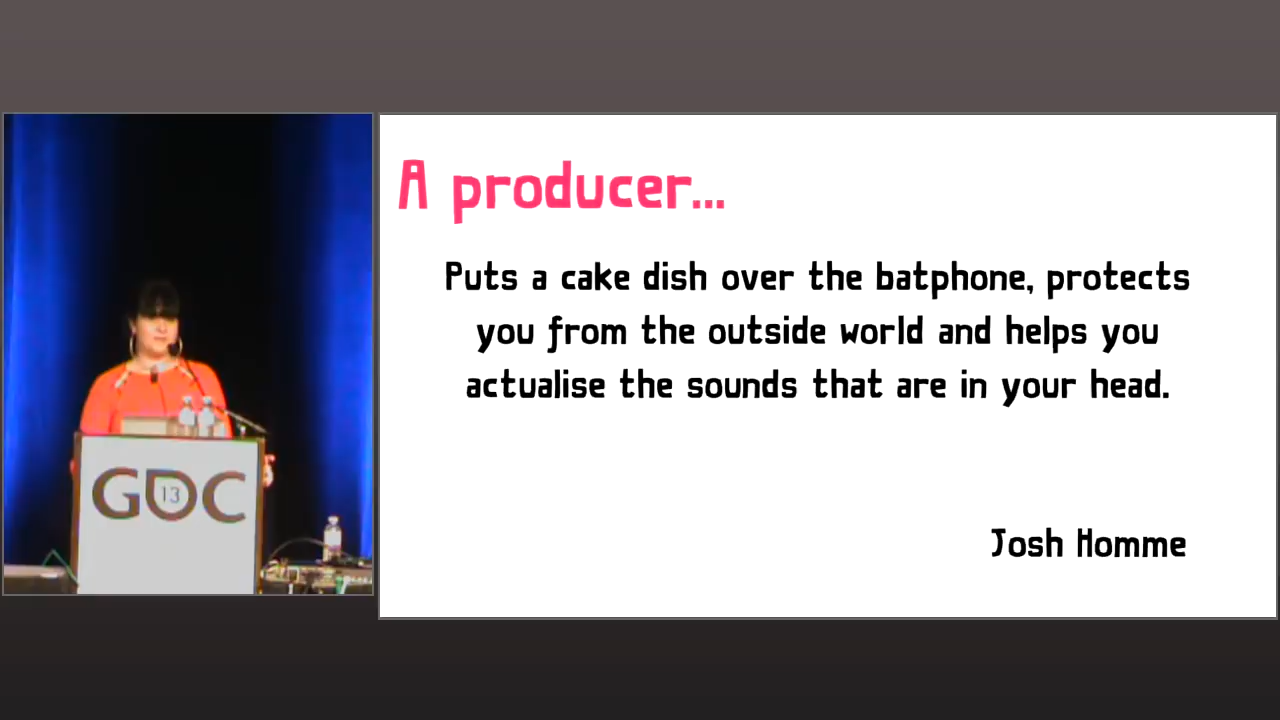 A producer...
Puts a cake dish over the batphone, protects
you from the outside world and helps you
actualise the sounds that are in your head.
Josh Homme
GDC
13